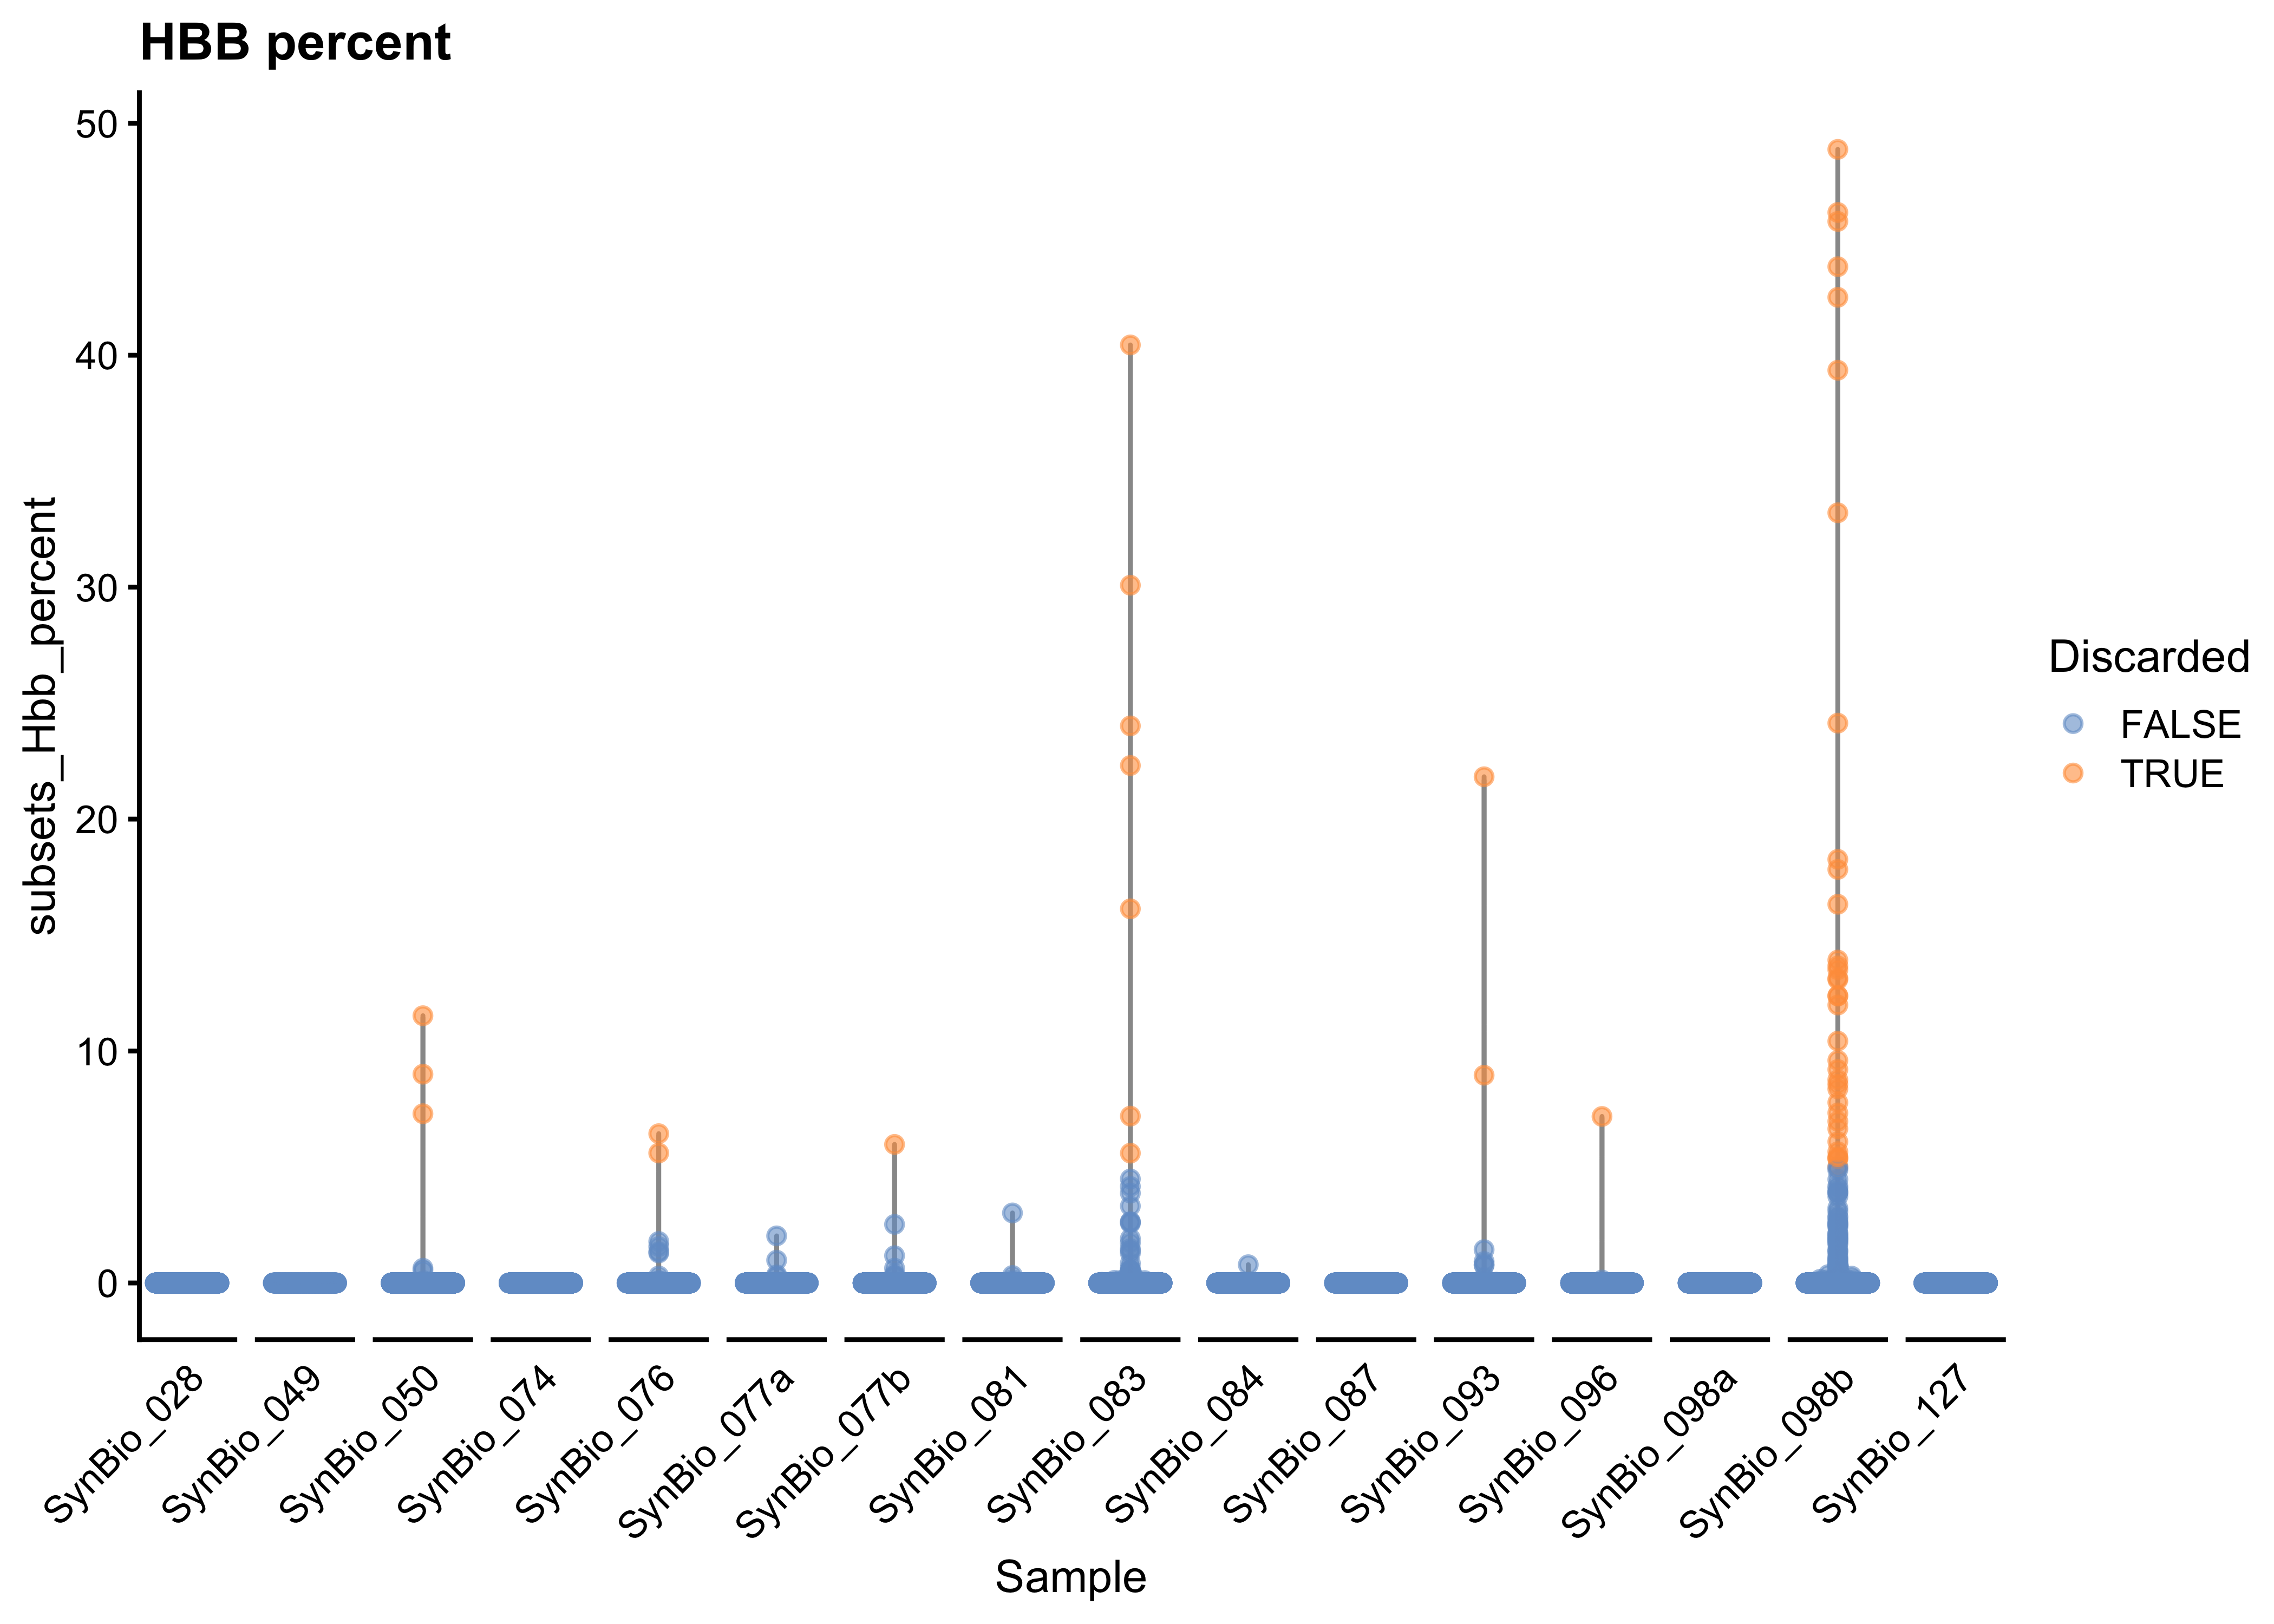 HBB percent
50
40
30
20
10
0
subsets_Hbb_percent
SynBio_028
SynBio_049
SynBio_050
SynBio_074
SynBio_076
SynBio_077a
SynBio_077b
SynBio_081
SynBio_083
SynBio_084
SynBio_087
SynBio_093
SynBio_096
SynBio_098a
SynBio_098b
SynBio_127
Sample
Discarded
FALSE
TRUE